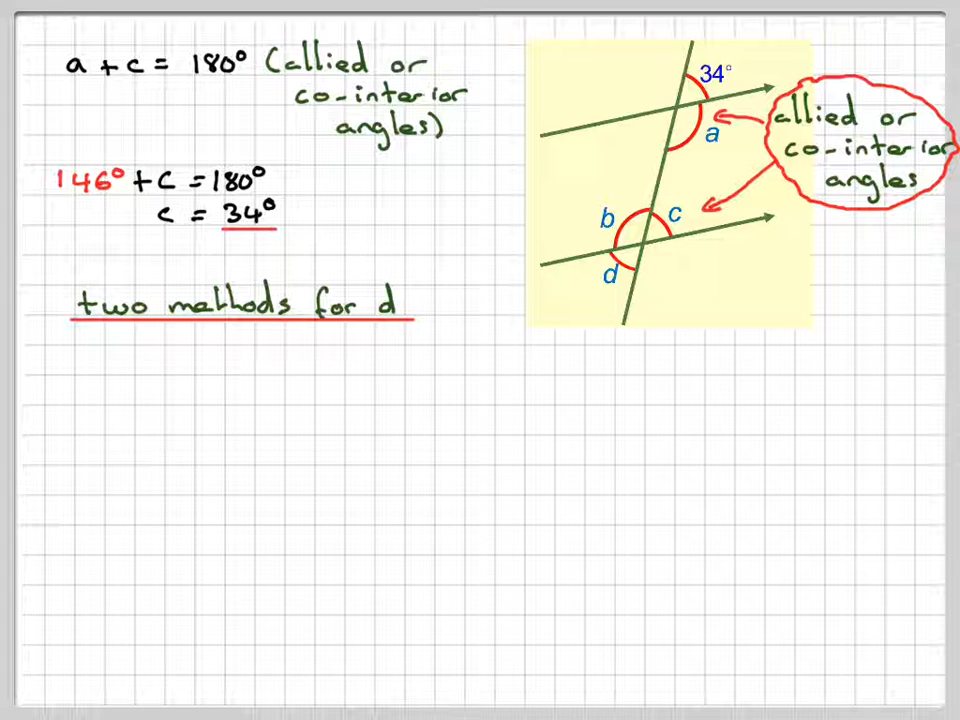 a + c = 180° (allied or
co-interior
angles)
146° + c = 180°
c = 34°
two methods for d
34°
a
allied or
co-interior
angles
b
c
d